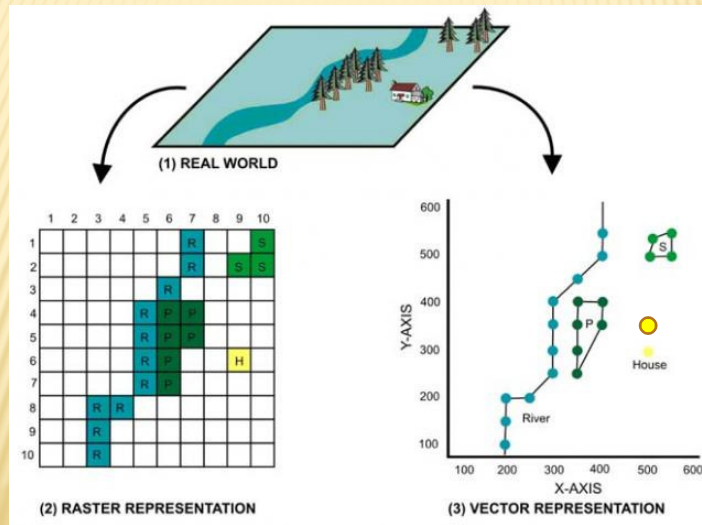 (1) REAL WORLD
1 2 3 4 5 6 7 8 9 10
1 R S
2 R S S
3 R
4 R P P
5 R P P
6 R P H
7 R P
8 R R
9 R
10 R
(2) RASTER REPRESENTATION
600
500
400
300
200
100
Y-AXIS
S
P
House
River
100 200 300 400 500 600
X-AXIS
(3) VECTOR REPRESENTATION